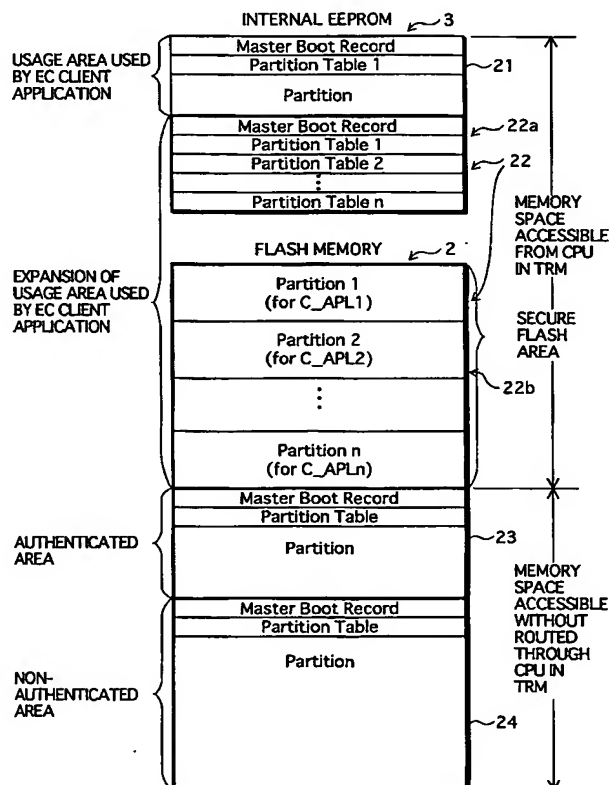 INTERNAL EEPROM 3
USAGE AREA USED
BY EC CLIENT
APPLICATION
Master Boot Record
Partition Table 1
Partition
21
Master Boot Record
Partition Table 1
Partition Table 2
⋮
Partition Table n
22a
22
MEMORY
SPACE
ACCESSIBLE
FROM CPU
IN TRM
SECURE
FLASH
AREA
EXPANSION OF
USAGE AREA USED
BY EC CLIENT
APPLICATION
FLASH MEMORY 2
Partition 1
(for C_APL1)
Partition 2
(for C_APL2)
⋮
Partition n
(for C_APLn)
22b
AUTHENTICATED
AREA
Master Boot Record
Partition Table
Partition
23
NON-
AUTHENTICATED
AREA
Master Boot Record
Partition Table
Partition
24
MEMORY
SPACE
ACCESSIBLE
WITHOUT
ROUTED
THROUGH
CPU IN
TRM